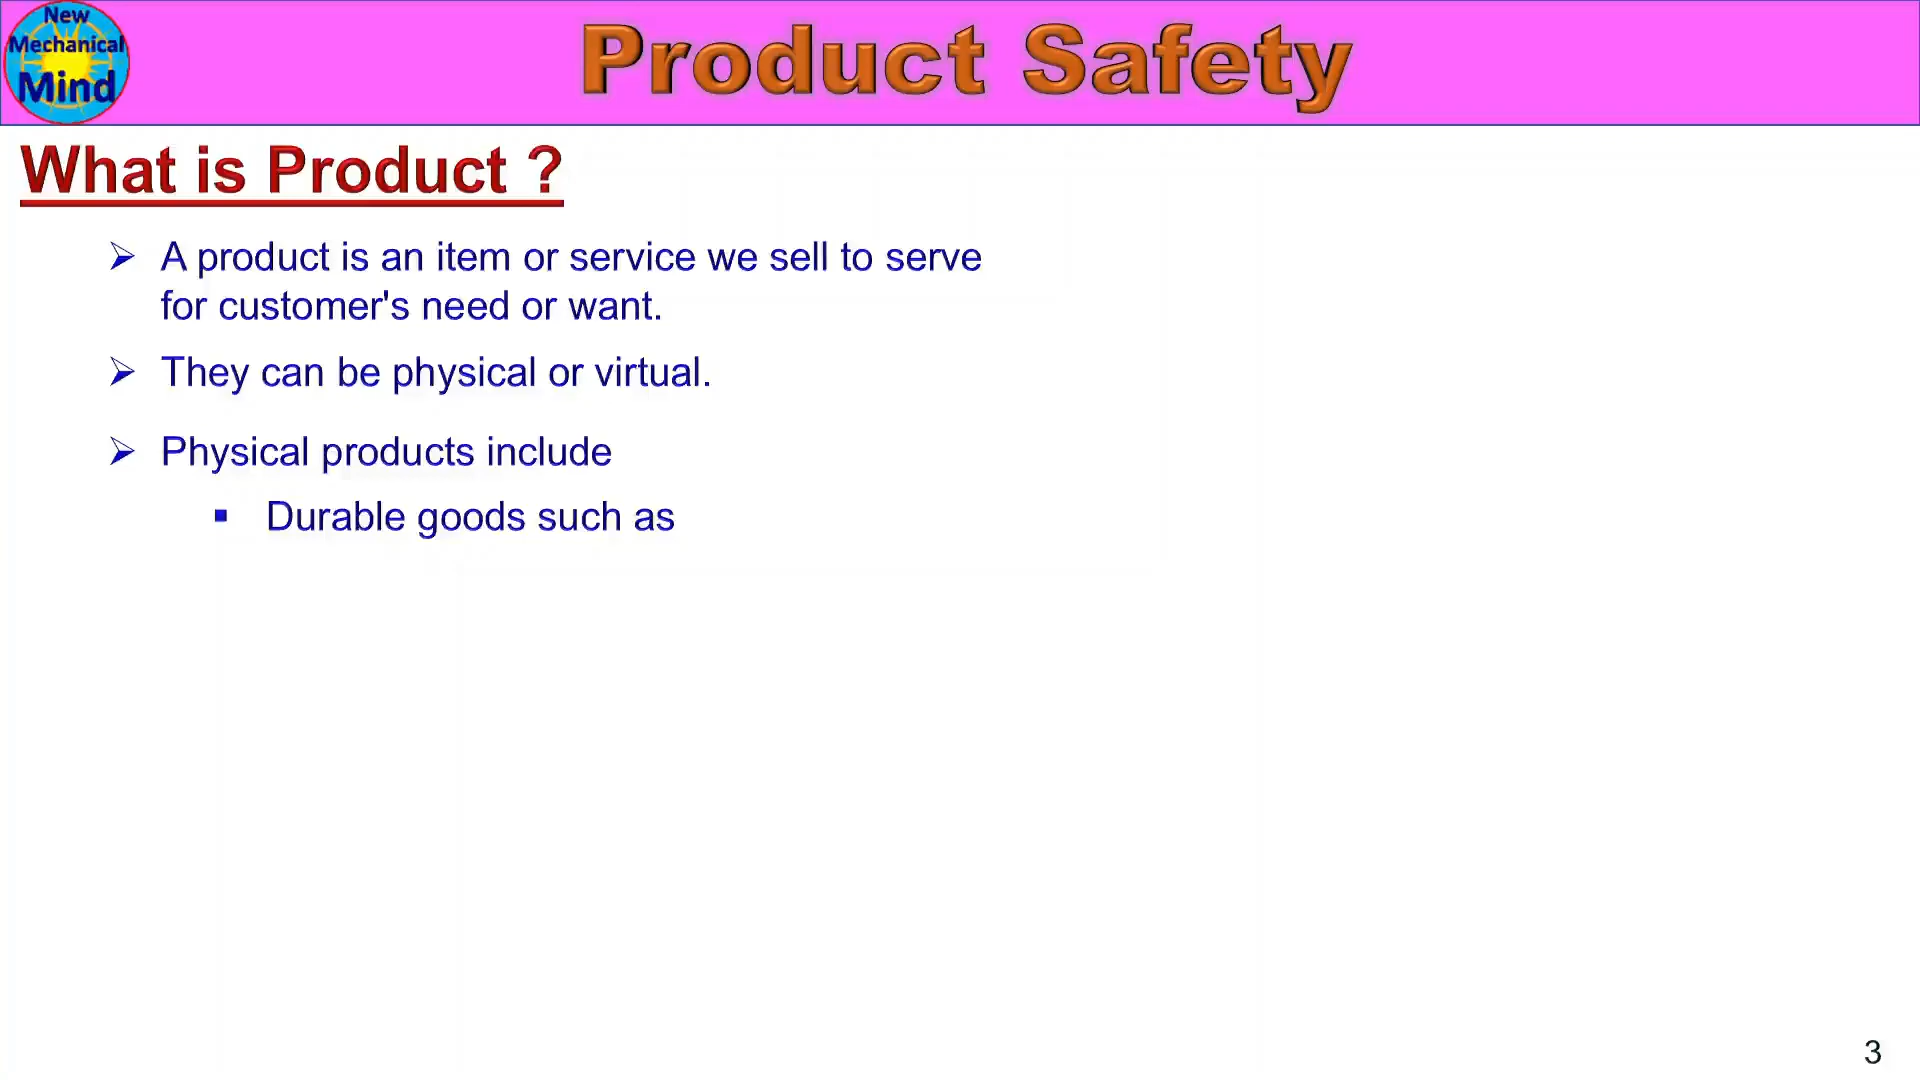 New
Mechanical
Mind
Product Safety
What is Product ?
➢ A product is an item or service we sell to serve
for customer's need or want.
➢ They can be physical or virtual.
➢ Physical products include
▪ Durable goods such as
3